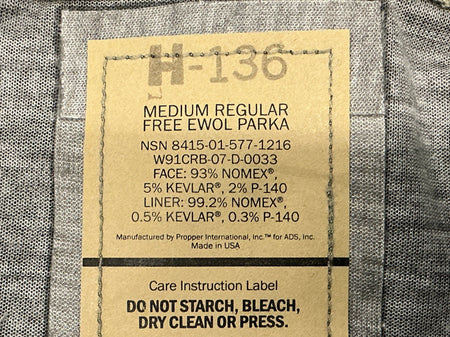 H-136
MEDIUM REGULAR
FREE EWOL PARKA
NSN 8415-01-577-1216
W91CRB-07-D-0033
FACE: 93% NOMEX®,
5% KEVLAR®, 2% P-140
LINER: 99.2% NOMEX®,
0.5% KEVLAR®, 0.3% P-140
Manufactured by Propper International, Inc.™ for ADS, Inc.
Made in USA
Care Instruction Label
DO NOT STARCH, BLEACH,
DRY CLEAN OR PRESS.